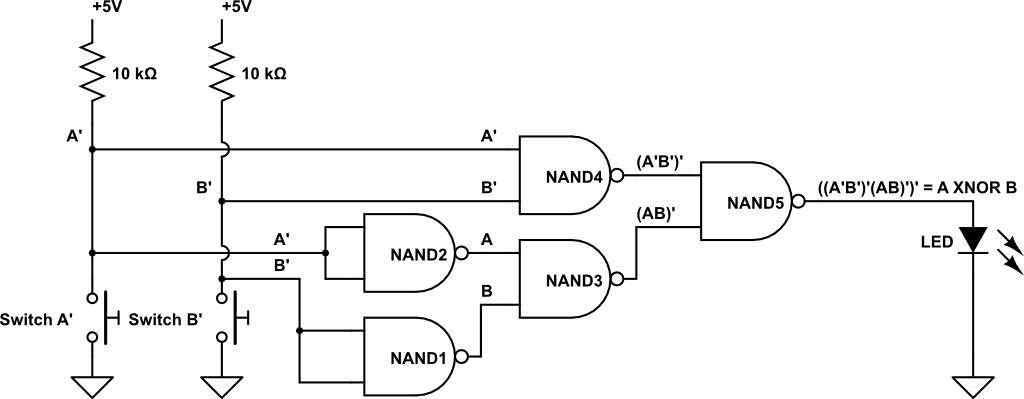 +5V
+5V
10 kΩ
10 kΩ
A'
A'
(A'B')'
NAND4
B'
B'
((A'B')'(AB)')' = A XNOR B
NAND5
(AB)'
A'
A
LED
NAND2
B'
NAND3
B
Switch A'
Switch B'
NAND1